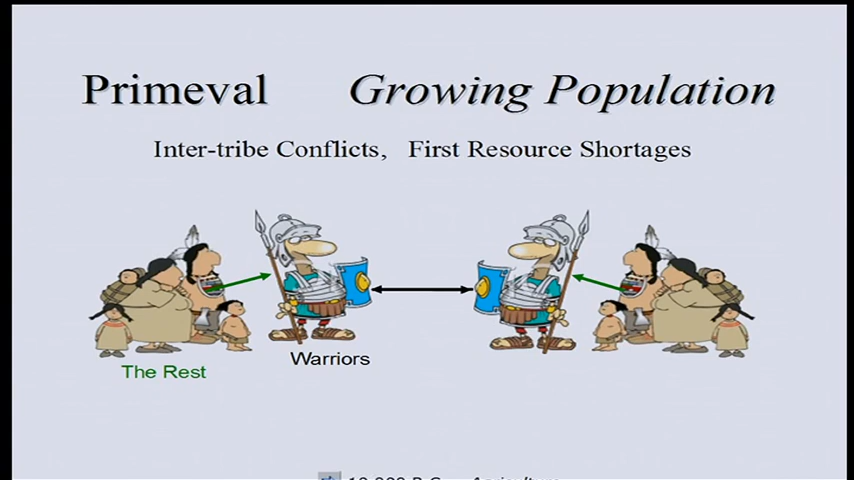 Primeval Growing Population
Inter-tribe Conflicts, First Resource Shortages
Warriors
The Rest